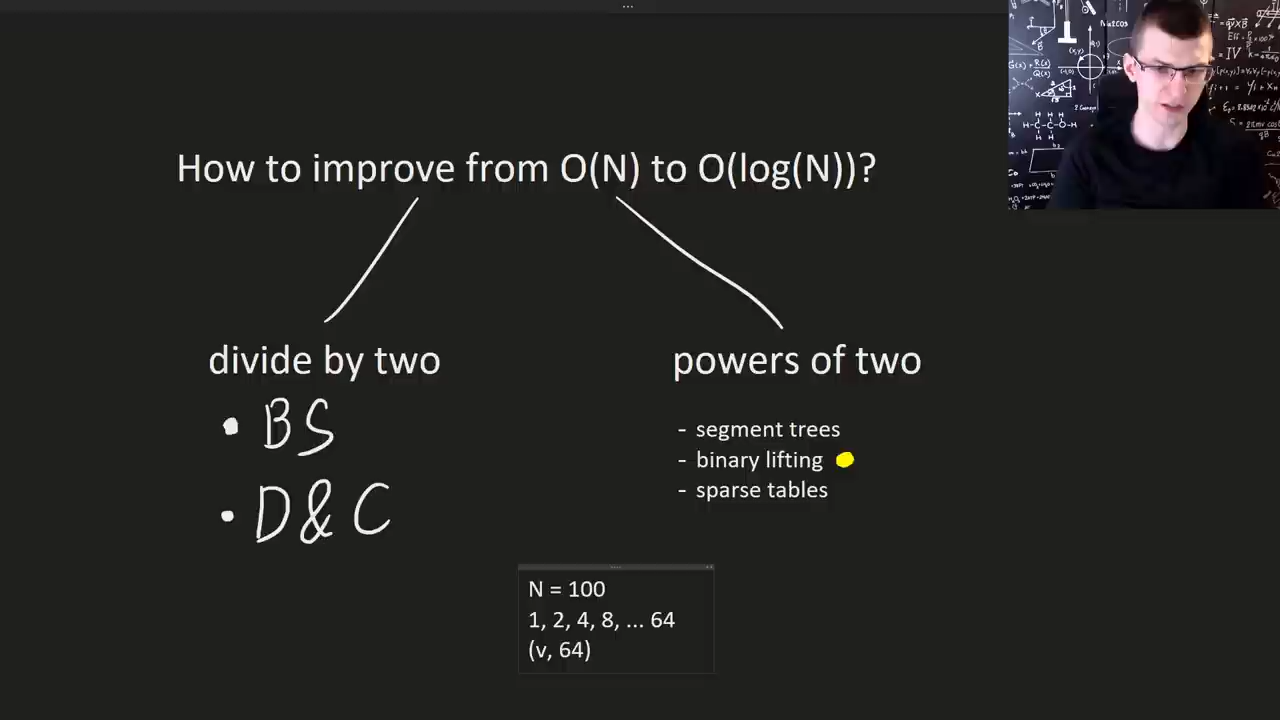 How to improve from O(N) to O(log(N))?
divide by two
• BS
• D&C
powers of two
- segment trees
- binary lifting
- sparse tables
N = 100
1, 2, 4, 8, ... 64
(v, 64)